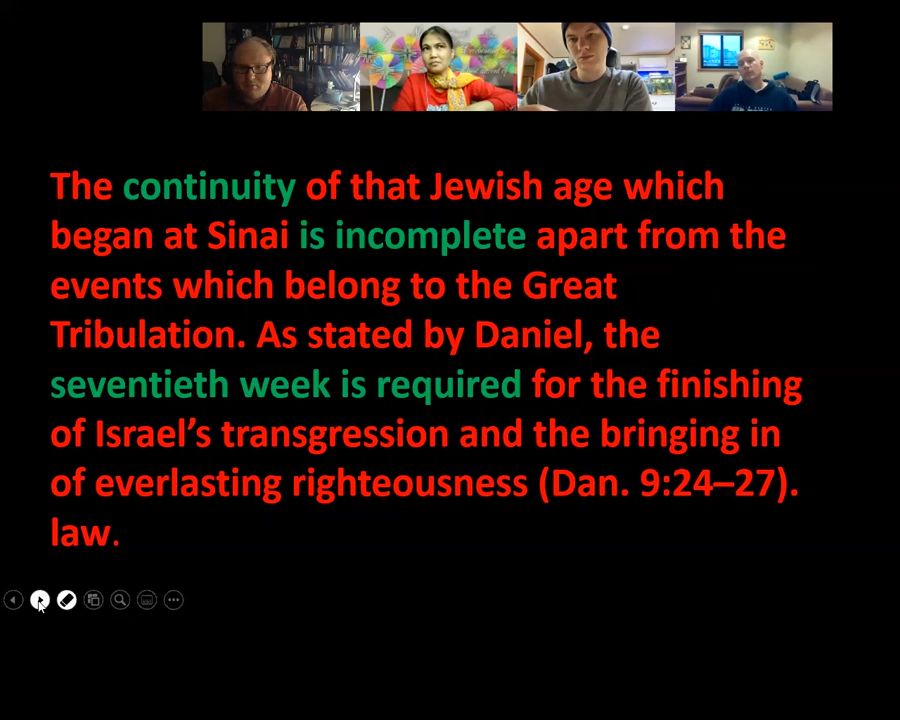 The continuity of that Jewish age which
began at Sinai is incomplete apart from the
events which belong to the Great
Tribulation. As stated by Daniel, the
seventieth week is required for the finishing
of Israel’s transgression and the bringing in
of everlasting righteousness (Dan. 9:24–27).
law.